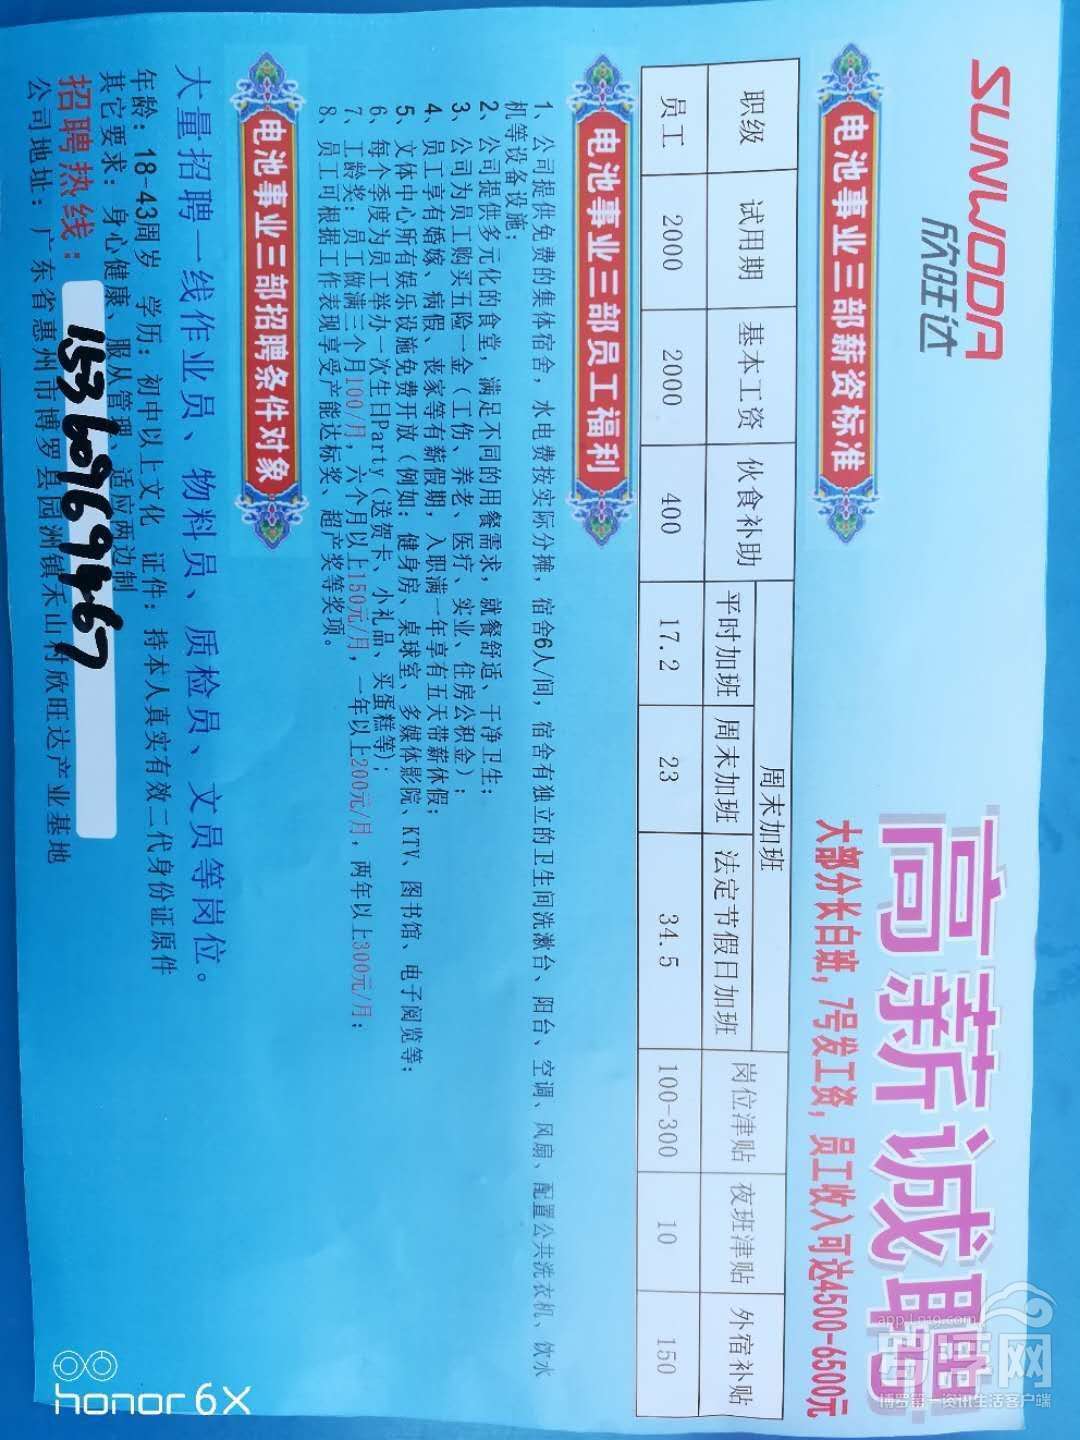 SUNWODA
欣旺达
高薪诚聘
大部分长白班，7号发工资，员工收入可达4500-6500元
电池事业三部薪资标准
职级 试用期 基本工资 伙食补助 周末加班 岗位津贴 夜班津贴 外宿补贴
平时加班 周末加班 法定节假日加班
员工 2000 2000 400 17.2 23 34.5 100-300 10 150
电池事业三部员工福利
1、公司提供免费的集体宿舍，水电费按实际分摊，宿舍6人/间，宿舍有独立的卫生间洗漱台、阳台、空调、风扇、配置公共洗衣机、饮水
机等设备设施；
2、公司提供多元化的食堂，满足不同的用餐需求，就餐舒适、干净卫生；
3、公司为员工购买五险一金（工伤、养老、医疗、实业、住房公积金）；
4、员工享有婚嫁、病假、丧家等有薪假期，入职满一年享有五天带薪休假；
5、文体中心所有娱乐设施免费开放（例如：健身房、桌球室、多媒体影院、KTV、图书馆、电子阅览等；
6、每个季度为员工举办一次生日Party（送贺卡、小礼品、买蛋糕等）；
7、工龄奖：员工做满三个月100/月，六个月以上150元/月，一年以上200元/月，两年以上300元/月；
8、员工可根据工作表现享受产能达标奖、超产奖等奖项。
电池事业三部招聘条件对象
大量招聘一线作业员、物料员、质检员、文员等岗位。
年龄：18-43周岁 学历：初中以上文化 证件：持本人真实有效二代身份证原件
其它要求：身心健康、服从管理、适应两边制
招聘热线：
公司地址：广东省惠州市博罗县园洲镇禾山村欣旺达产业基地
honor 6X
博罗第一资讯生活客户端